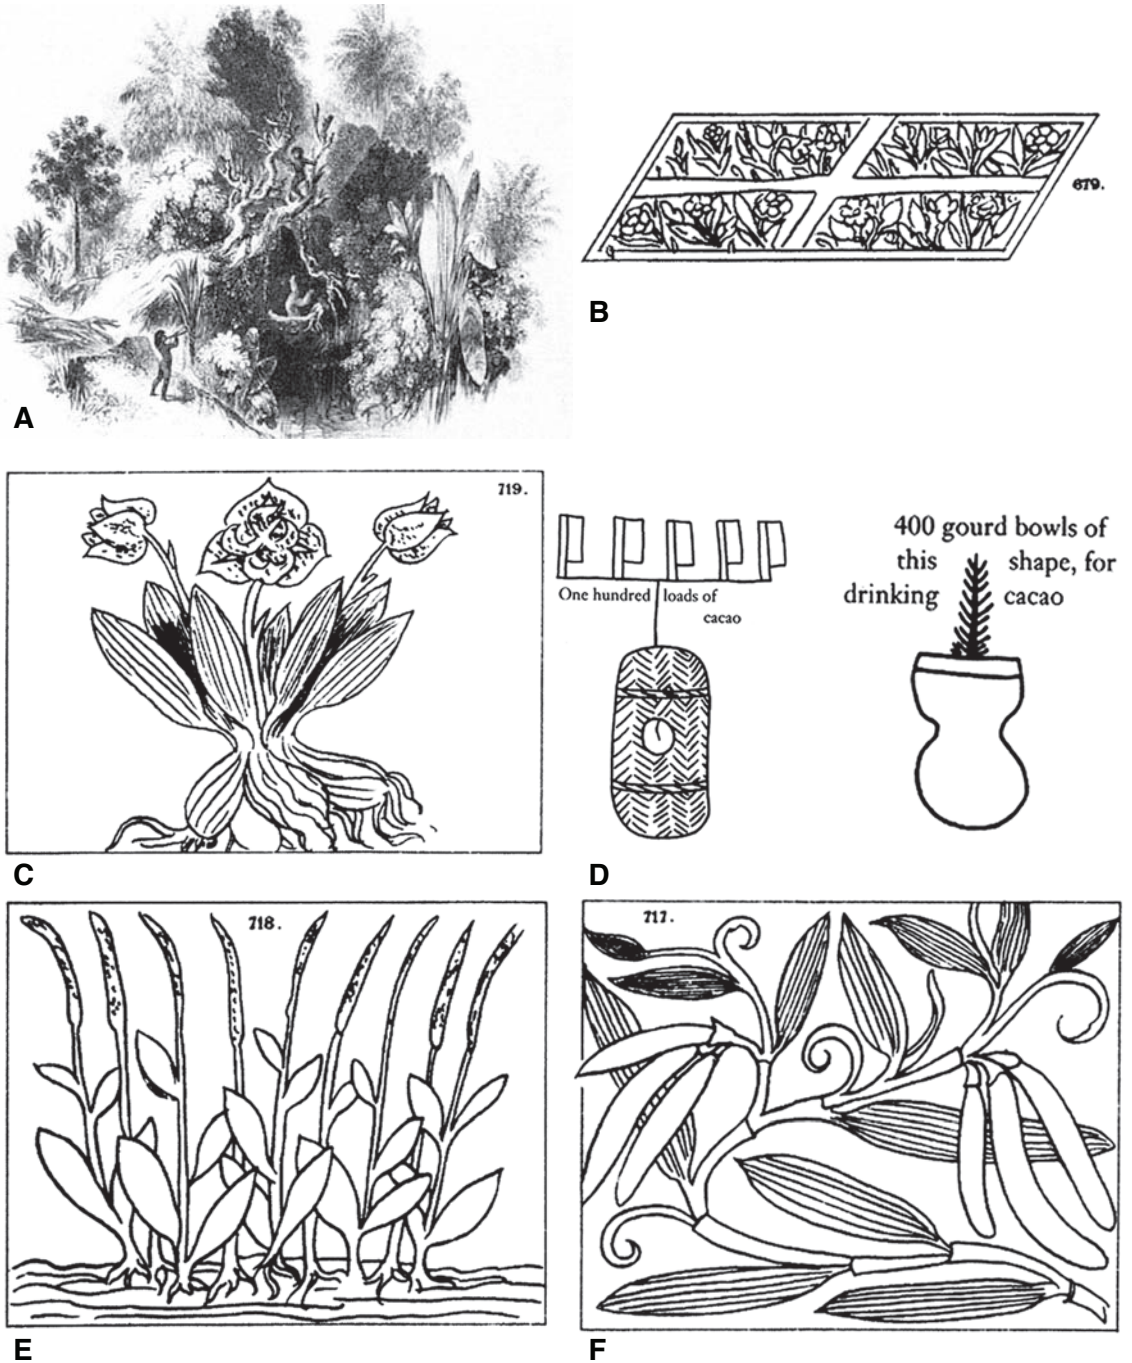 A
679.
B
719.
C
One hundred loads of
cacao
400 gourd bowls of
this shape, for
drinking cacao
D
718.
E
717.
F